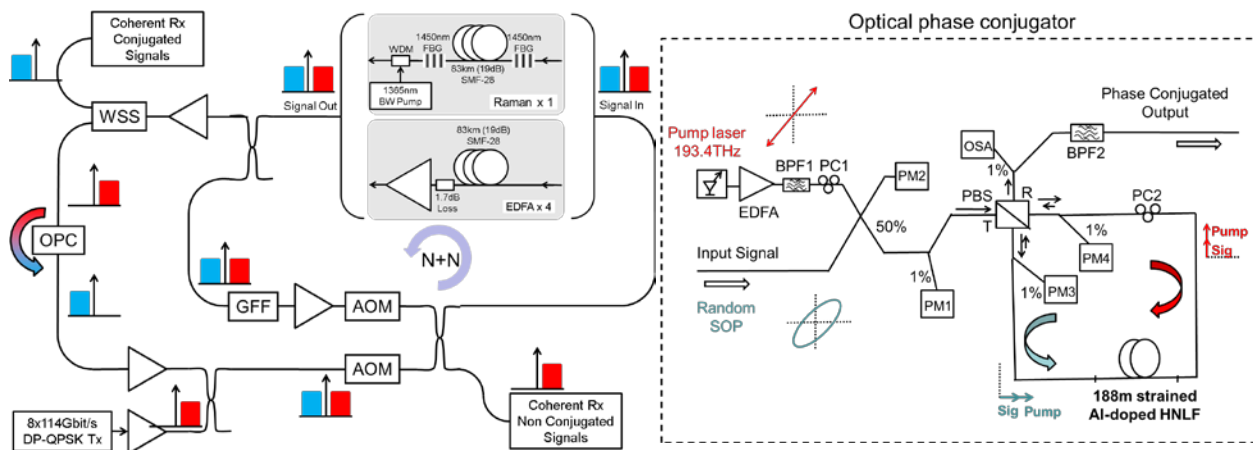 Coherent Rx
Conjugated
Signals
WSS
OPC
8x114Gbit/s
DP-QPSK Tx
GFF
AOM
AOM
N+N
Signal Out
Signal In
WDM
1450nm
FBG
1450nm
FBG
83km (19dB)
SMF-28
1365nm
BW Pump
Raman x 1
83km (19dB)
SMF-28
1.7dB
Loss
EDFA x 4
Coherent Rx
Non Conjugated
Signals
Optical phase conjugator
Pump laser
193.4THz
EDFA
BPF1
PC1
PM2
50%
Input Signal
Random
SOP
1%
PM1
OSA
1%
Phase Conjugated
Output
BPF2
PBS
R
T
PC2
1%
PM4
1%
PM3
Pump
Sig
Sig Pump
188m strained
Al-doped HNLF